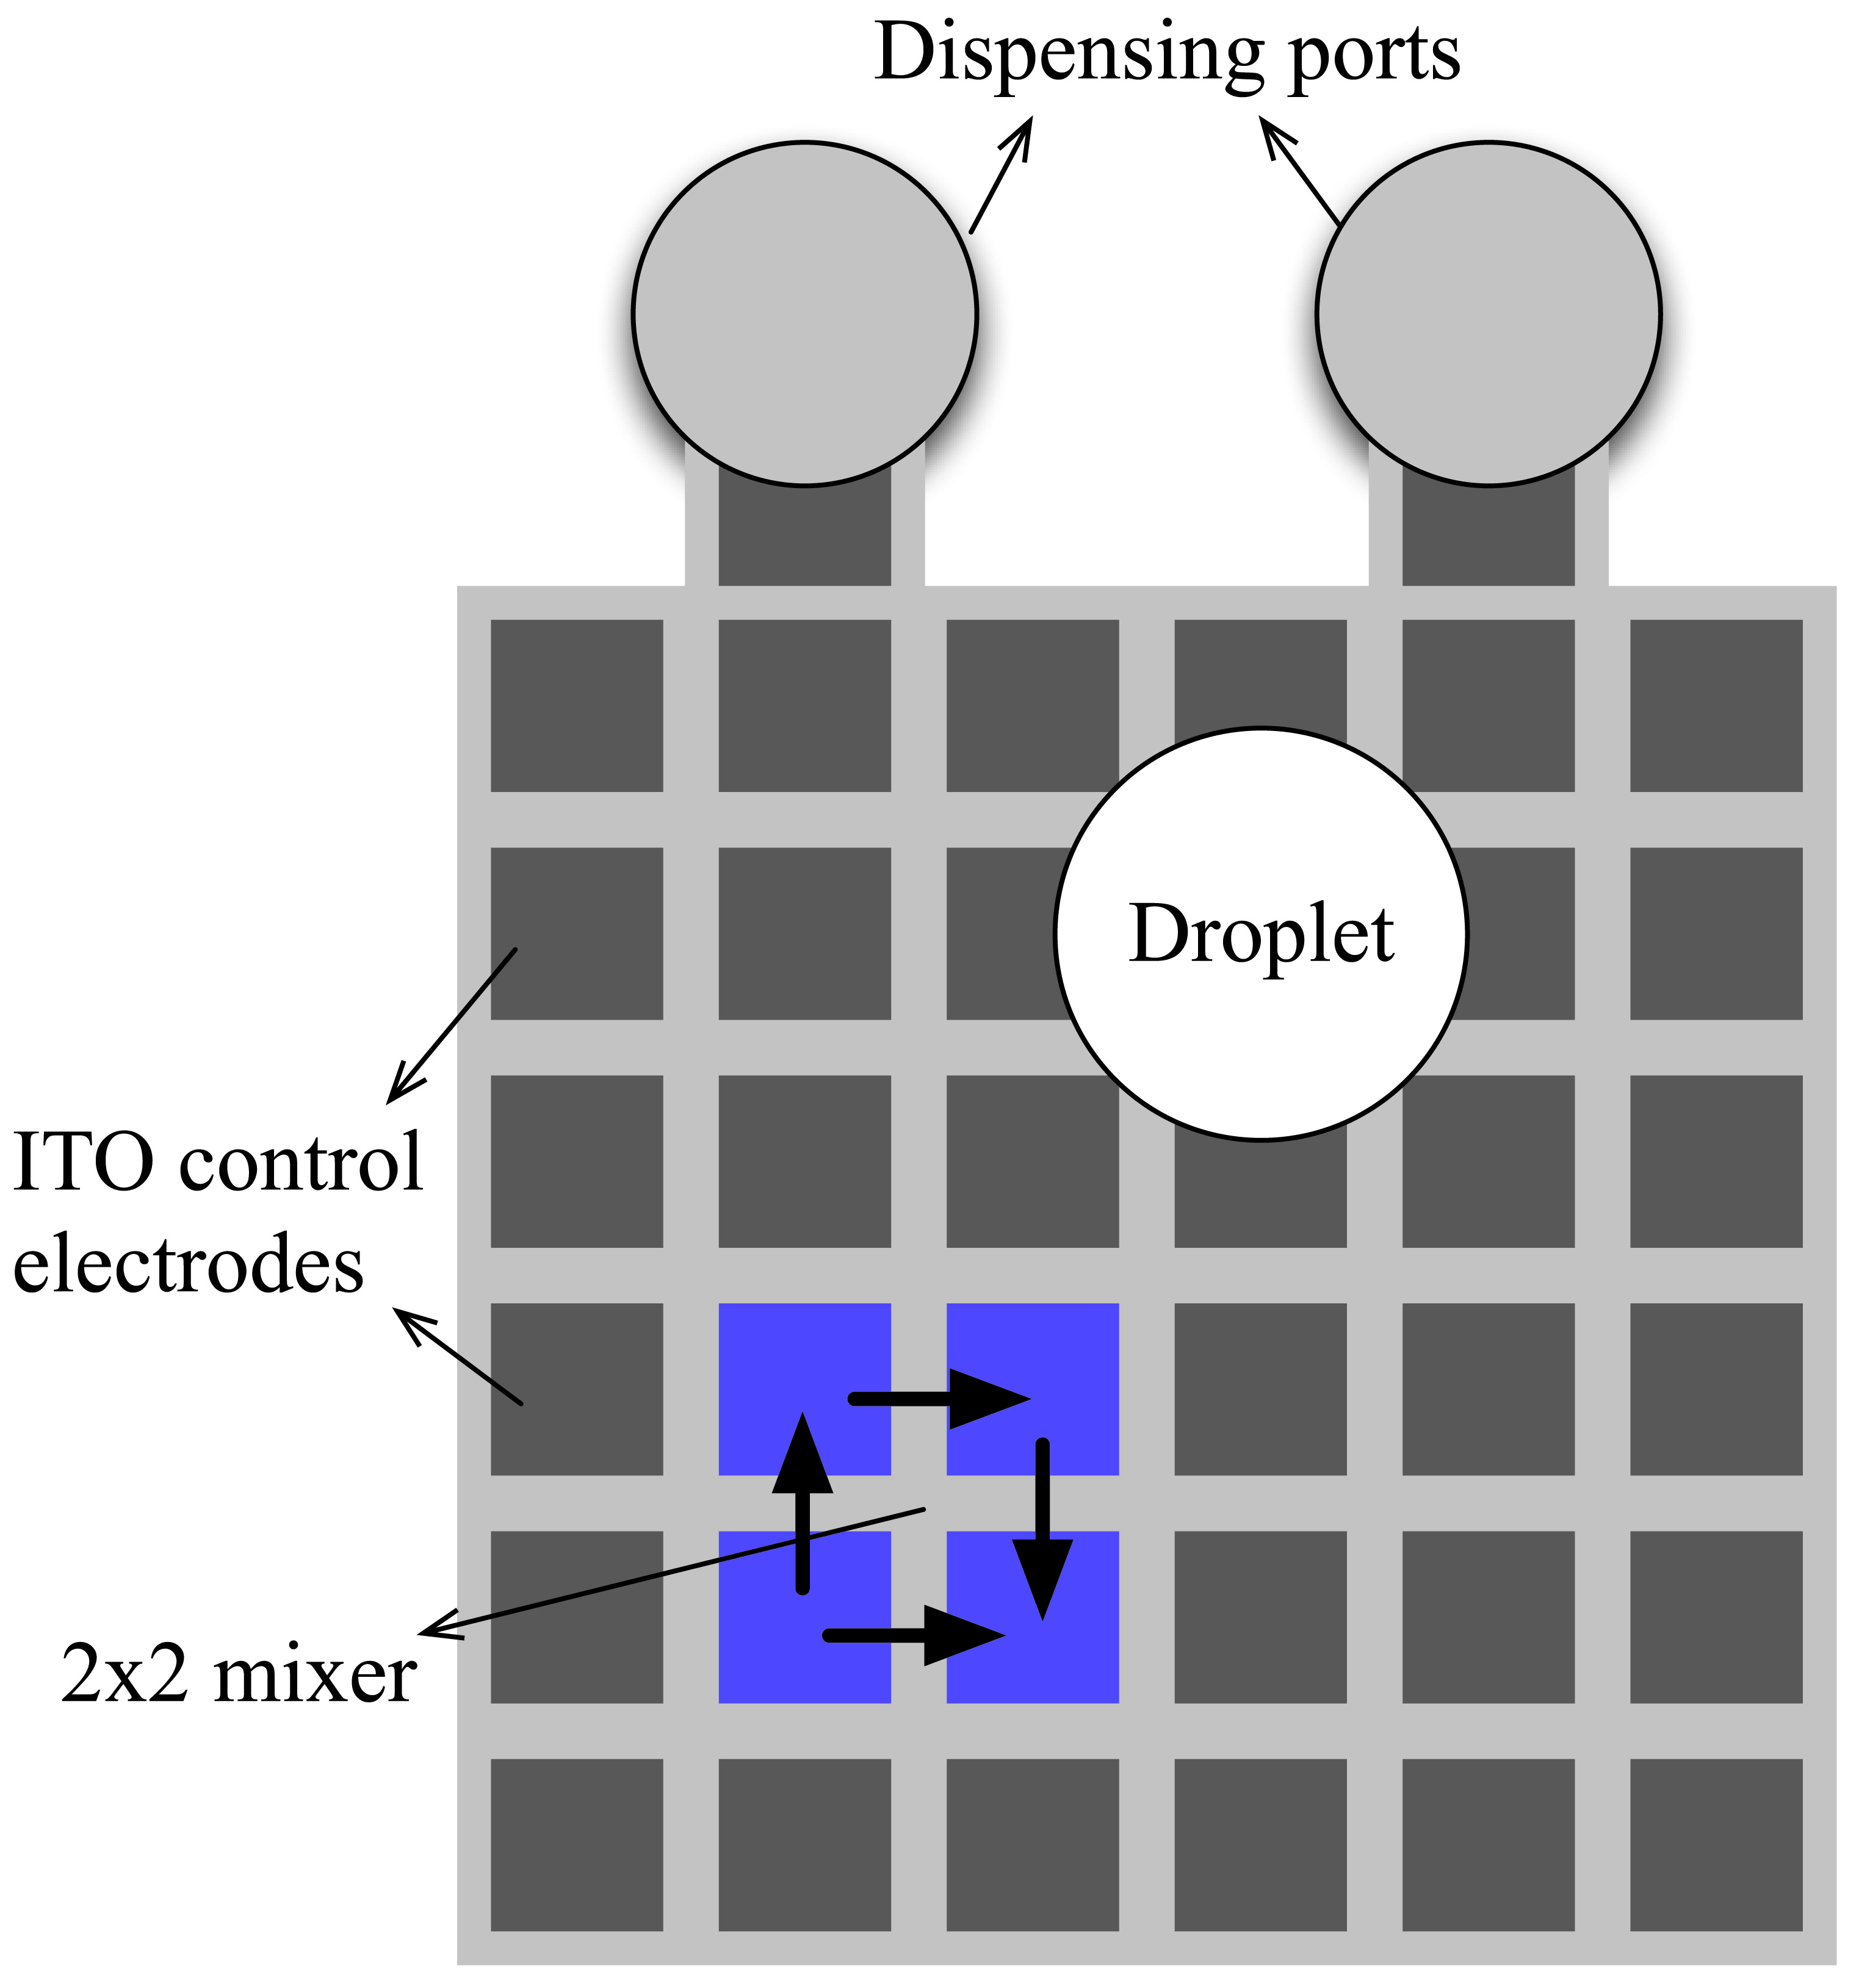 Dispensing ports
Droplet
ITO control
electrodes
2x2 mixer